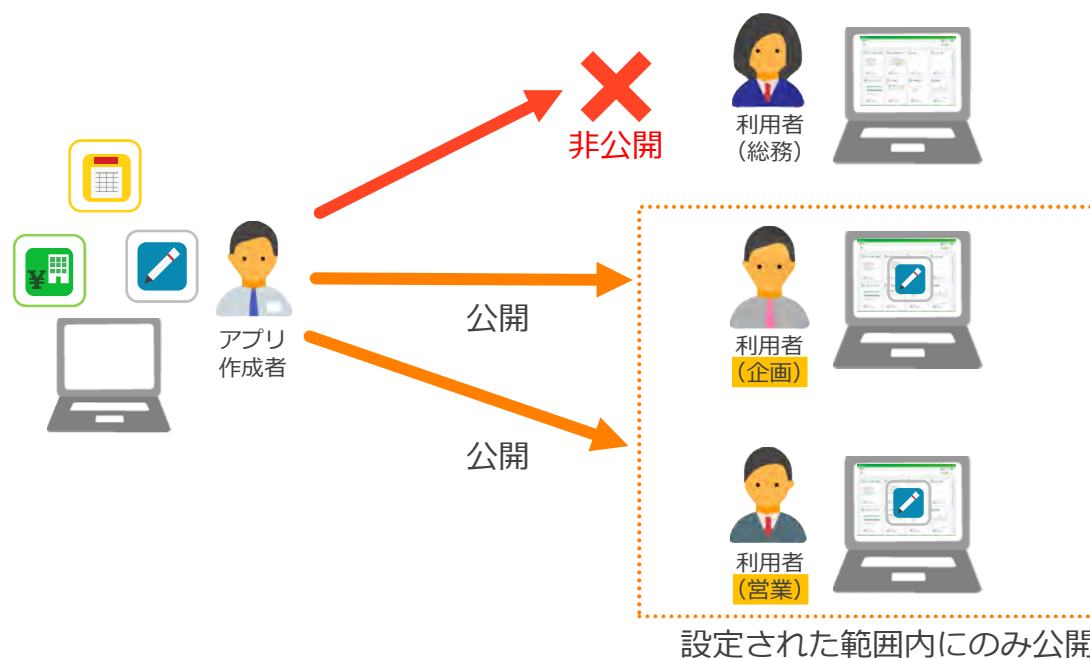 非公開
利用者
（総務）
アプリ
作成者
公開
利用者
（企画）
公開
利用者
（営業）
設定された範囲内にのみ公開
¥